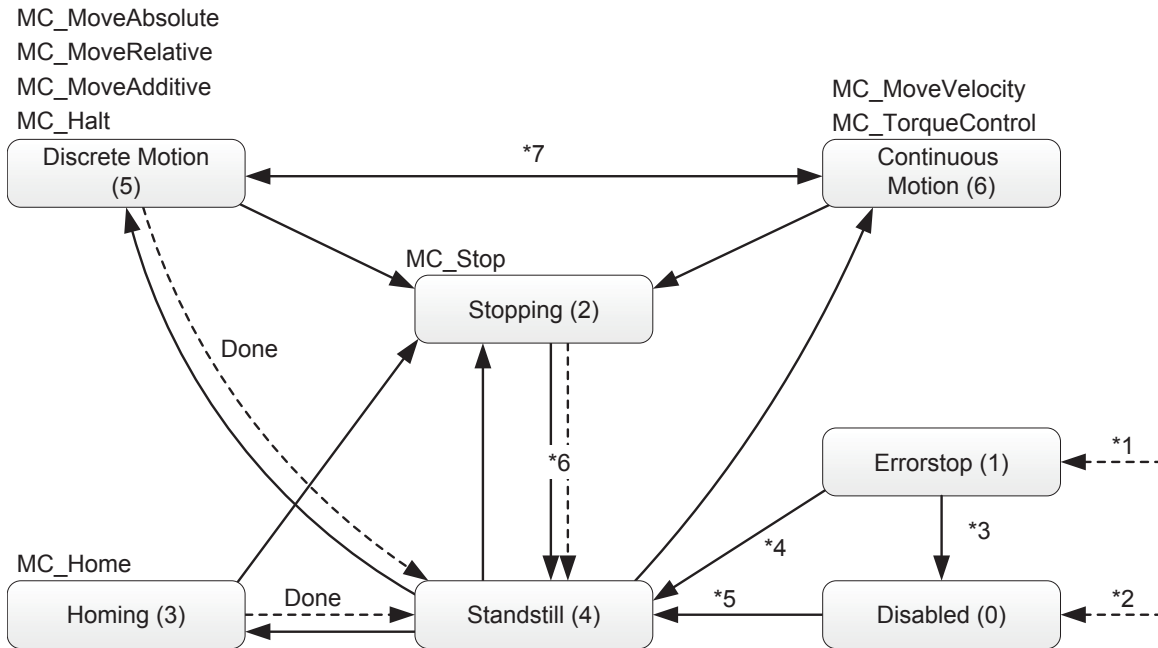 MC_MoveAbsolute
MC_MoveRelative
MC_MoveAdditive
MC_Halt
Discrete Motion
(5)
*7
MC_MoveVelocity
MC_TorqueControl
Continuous
Motion (6)
MC_Stop
Stopping (2)
Done
*6
Errorstop (1)
*1
*4
*3
MC_Home
Homing (3)
Done
Standstill (4)
*5
Disabled (0)
*2